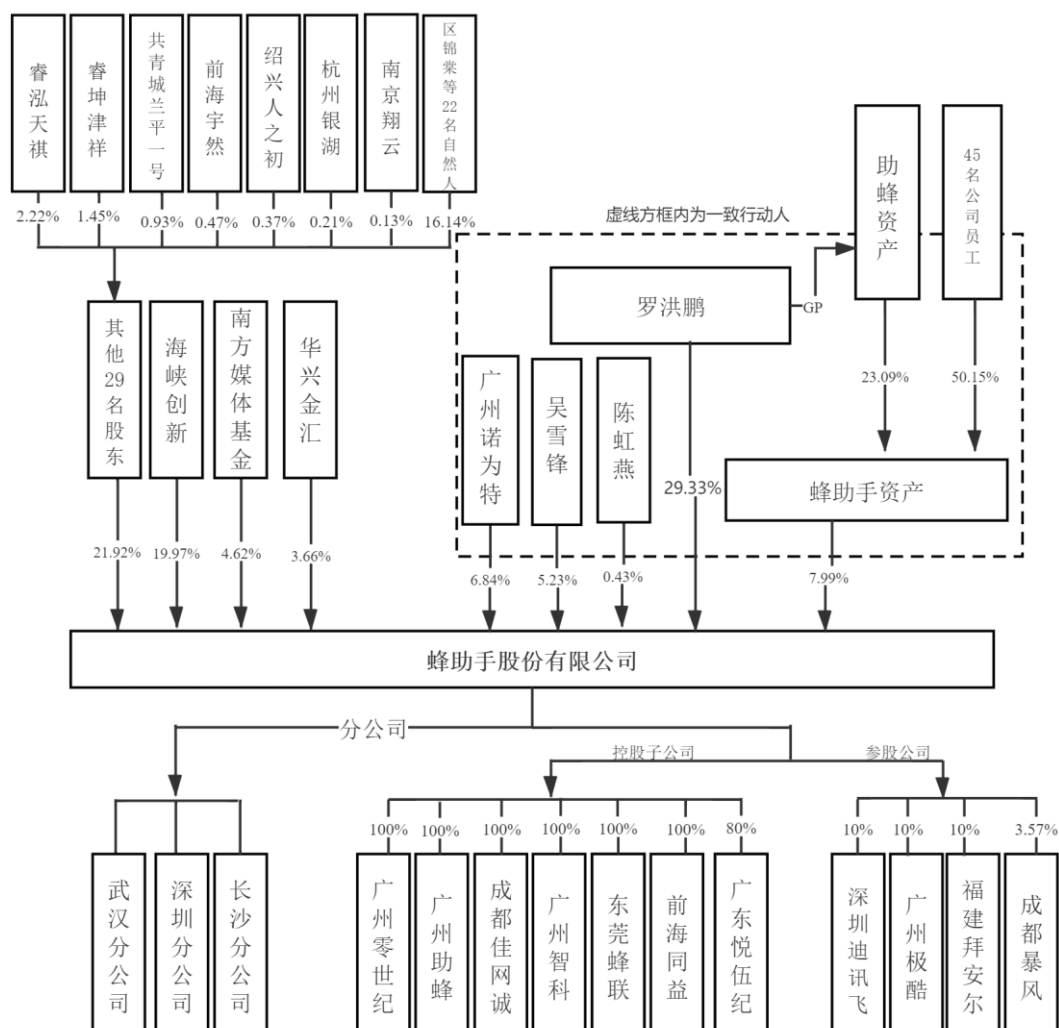 睿泓天祺
睿坤津祥
共青城兰平一号
前海宇然
绍兴人之初
杭州银湖
南京翔云
区锦棠等22名自然人
2.22%
1.45%
0.93%
0.47%
0.37%
0.21%
0.13%
16.14%
助蜂资产
45名公司员工
虚线方框内为一致行动人
罗洪鹏
GP
其他29名股东
海峡创新
南方媒体基金
华兴金汇
广州诺为特
吴雪锋
陈虹燕
23.09%
50.15%
29.33%
蜂助手资产
21.92%
19.97%
4.62%
3.66%
6.84%
5.23%
0.43%
7.99%
蜂助手股份有限公司
分公司
控股子公司
参股公司
100%
100%
100%
100%
100%
100%
80%
10%
10%
10%
3.57%
武汉分公司
深圳分公司
长沙分公司
广州零世纪
广州助蜂
成都佳网诚
广州智科
东莞蜂联
前海同益
广东悦伍纪
深圳迪讯飞
广州极酷
福建拜安尔
成都暴风